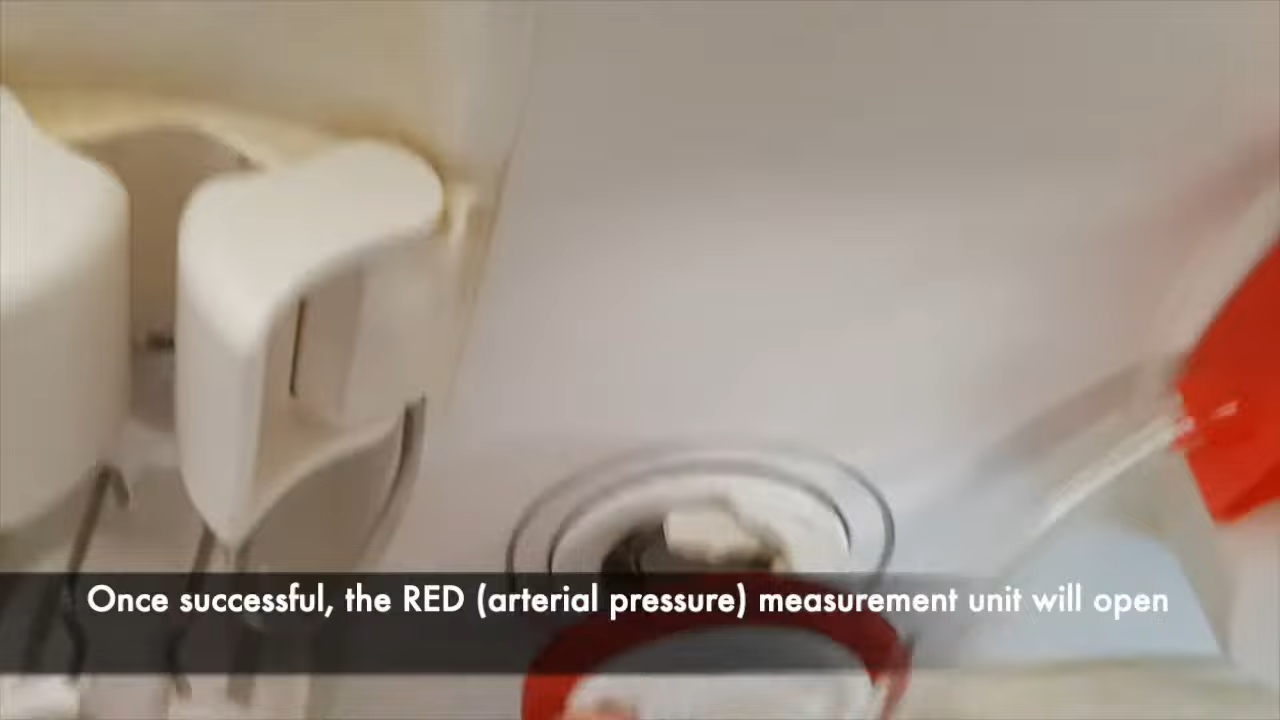 Once successful, the RED (arterial pressure) measurement unit will open